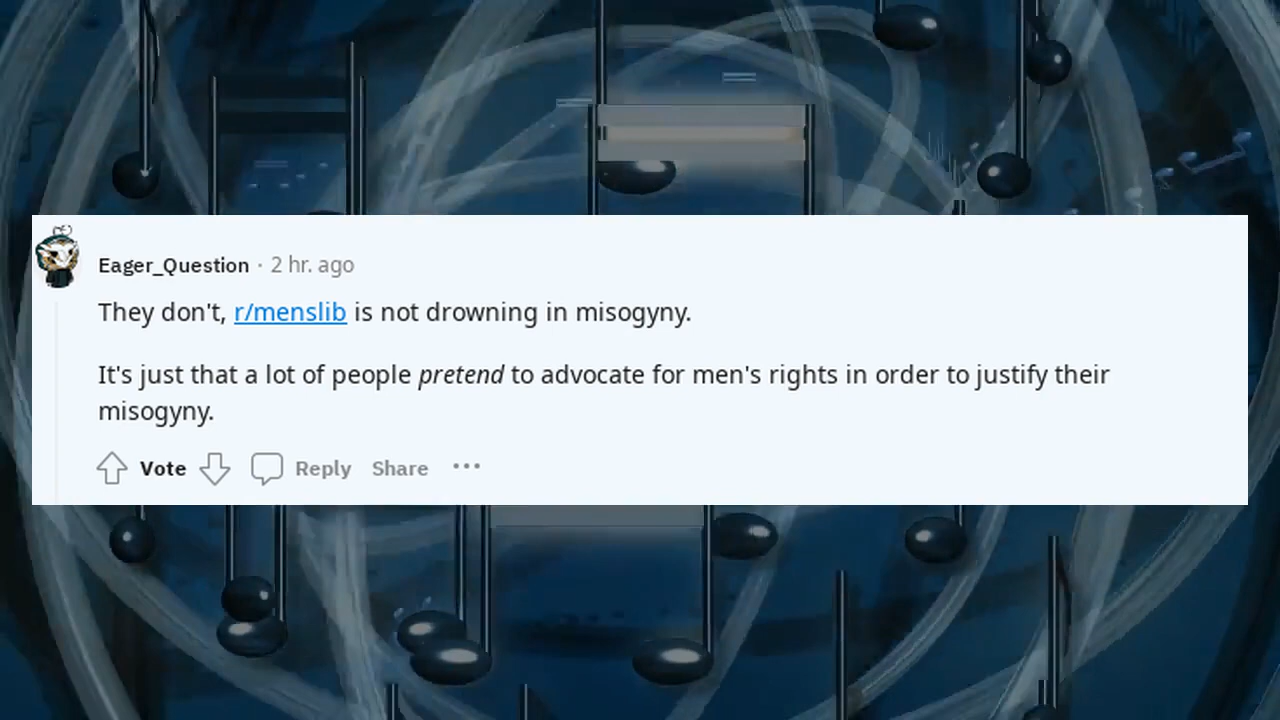 Eager_Question · 2 hr. ago
They don't, r/menslib is not drowning in misogyny.
It's just that a lot of people pretend to advocate for men's rights in order to justify their
misogyny.
Vote Reply Share ···